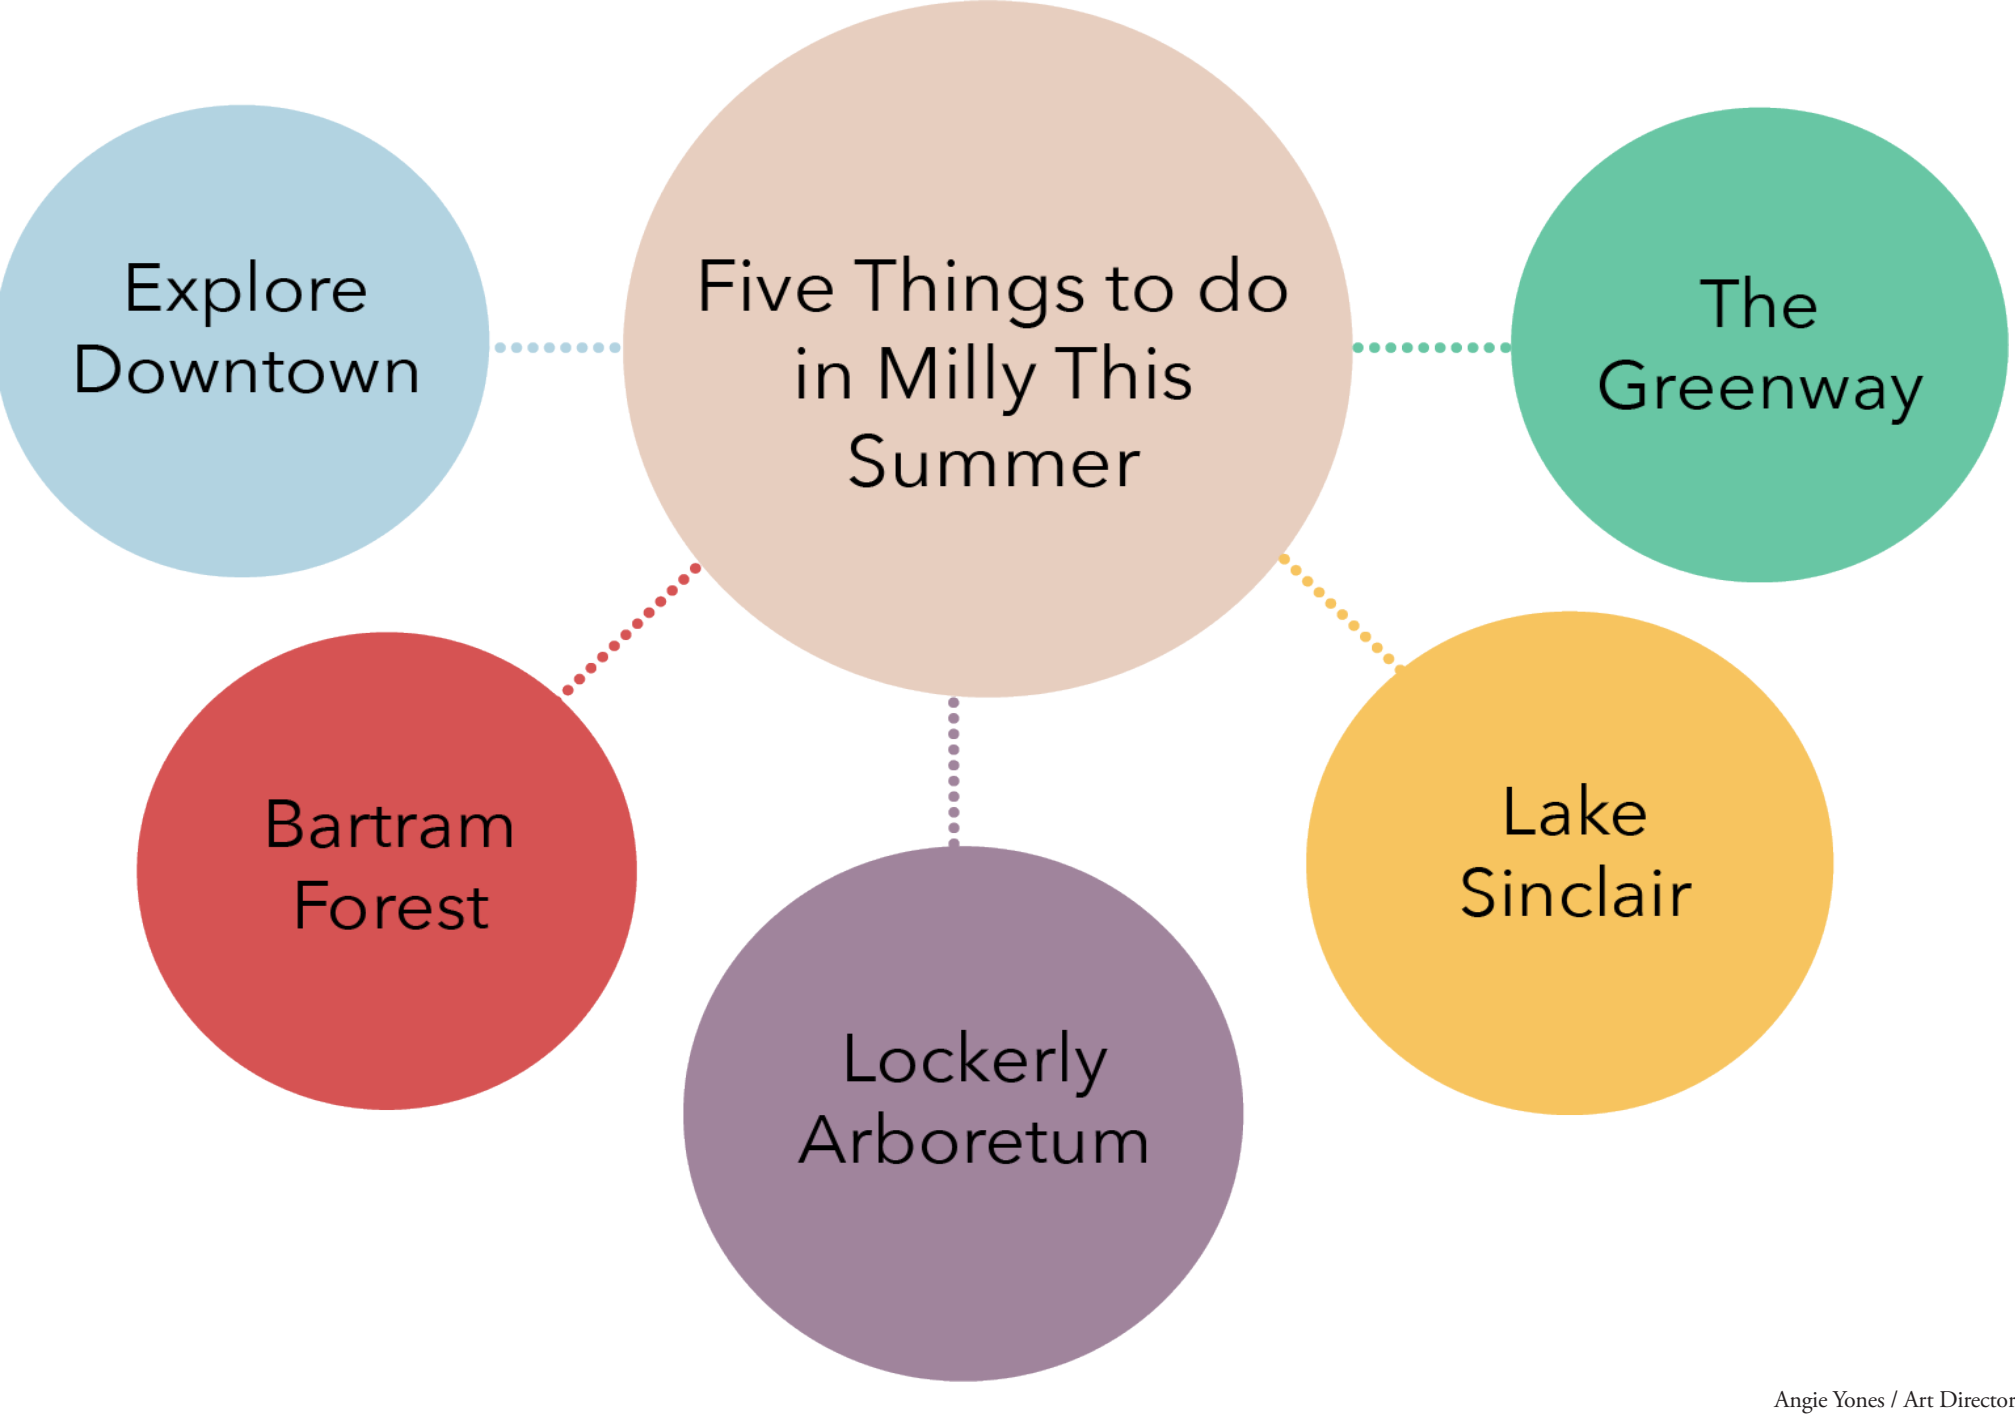 Five Things to do
in Milly This
Summer
Explore
Downtown
The
Greenway
Bartram
Forest
Lake
Sinclair
Lockerly
Arboretum
Angie Yones / Art Director